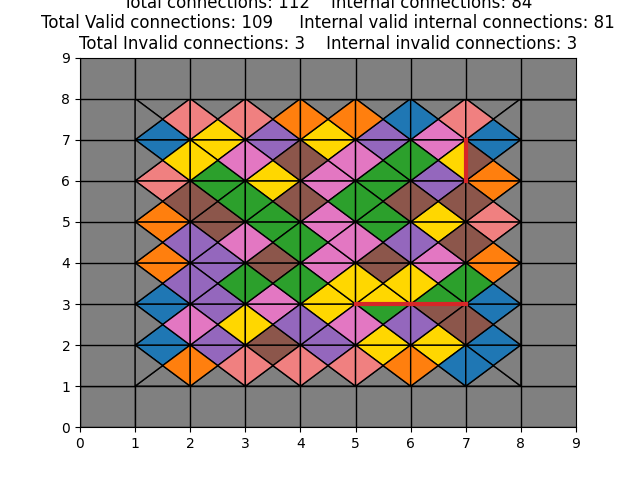 Total connections: 112    Internal connections: 84
Total Valid connections: 109    Internal valid internal connections: 81
Total Invalid connections: 3    Internal invalid connections: 3
9
8
7
6
5
4
3
2
1
0
0 1 2 3 4 5 6 7 8 9